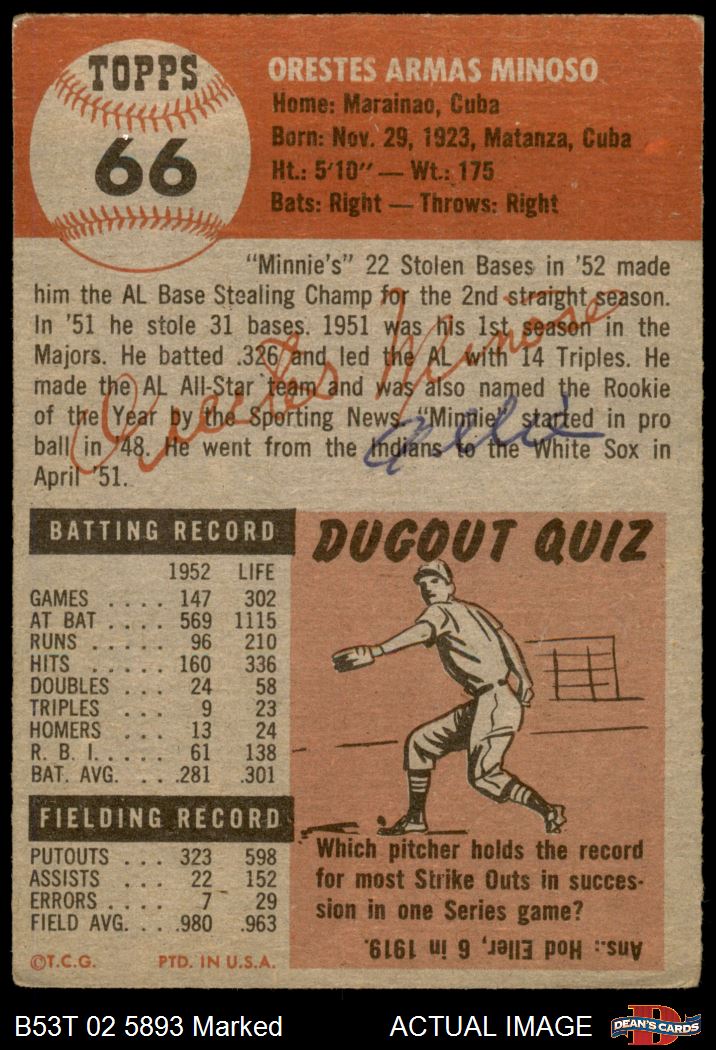 TOPPS
66
ORESTES ARMAS MINOSO
Home: Marainao, Cuba
Born: Nov. 29, 1923, Matanza, Cuba
Ht.: 5'10" — Wt.: 175
Bats: Right — Throws: Right
"Minnie's" 22 Stolen Bases in '52 made
him the AL Base Stealing Champ for the 2nd straight season.
In '51 he stole 31 bases. 1951 was his 1st season in the
Majors. He batted .326 and led the AL with 14 Triples. He
made the AL All-Star team and was also named the Rookie
of the Year by the Sporting News. "Minnie" started in pro
ball in '48. He went from the Indians to the White Sox in
April '51.
Orestes Minoso
BATTING RECORD
1952 LIFE
GAMES .... 147 302
AT BAT .... 569 1115
RUNS ..... 96 210
HITS ..... 160 336
DOUBLES ... 24 58
TRIPLES ... 9 23
HOMERS ... 13 24
R. B. I. .... 61 138
BAT. AVG. ... .281 .301
FIELDING RECORD
PUTOUTS ... 323 598
ASSISTS ... 22 152
ERRORS .... 7 29
FIELD AVG. ... .980 .963
©T.C.G. PTD. IN U.S.A.
DUGOUT QUIZ
Which pitcher holds the record
for most Strike Outs in succes-
sion in one Series game?
Ans.: Hod Eller, 6 in 1919.
B53T 02 5893 Marked ACTUAL IMAGE
DEAN'S CARDS